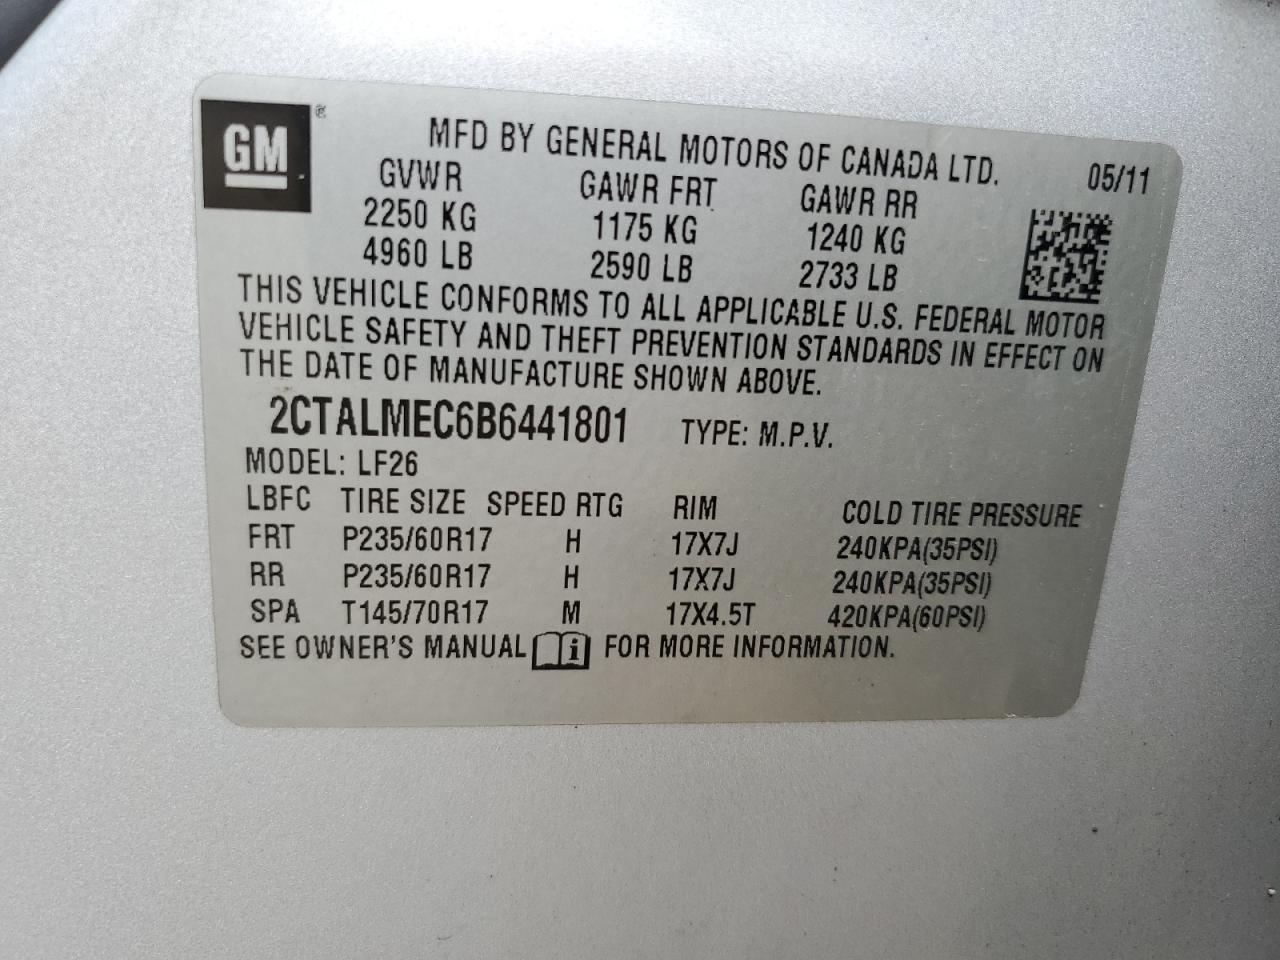 GM ®
MFD BY GENERAL MOTORS OF CANADA LTD. 05/11
GVWR GAWR FRT GAWR RR
2250 KG 1175 KG 1240 KG
4960 LB 2590 LB 2733 LB
THIS VEHICLE CONFORMS TO ALL APPLICABLE U.S. FEDERAL MOTOR
VEHICLE SAFETY AND THEFT PREVENTION STANDARDS IN EFFECT ON
THE DATE OF MANUFACTURE SHOWN ABOVE.
2CTALMEC6B6441801 TYPE: M.P.V.
MODEL: LF26
LBFC TIRE SIZE SPEED RTG RIM COLD TIRE PRESSURE
FRT P235/60R17 H 17X7J 240KPA(35PSI)
RR P235/60R17 H 17X7J 240KPA(35PSI)
SPA T145/70R17 M 17X4.5T 420KPA(60PSI)
SEE OWNER'S MANUAL i FOR MORE INFORMATION.